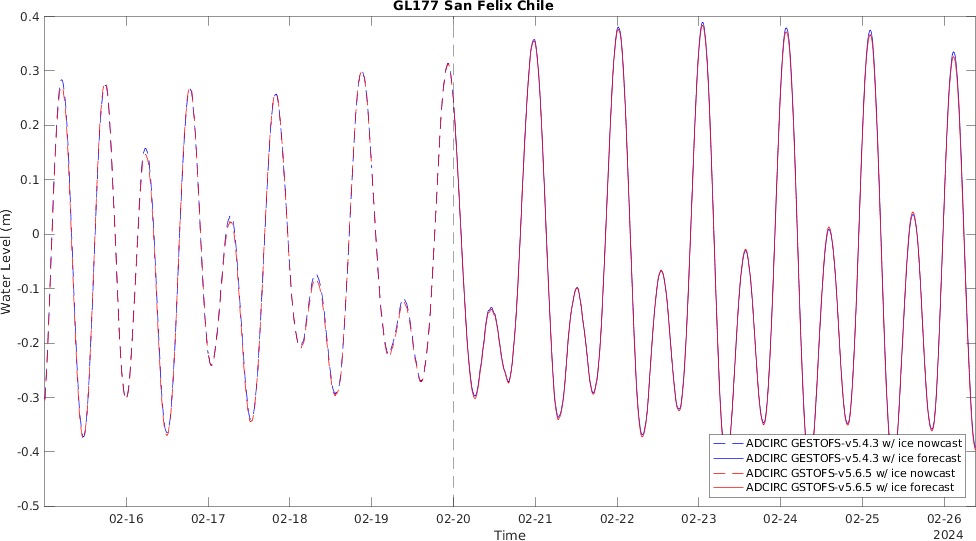 GL177 San Felix Chile
0.4
0.3
0.2
0.1
0
-0.1
-0.2
-0.3
-0.4
-0.5
Water Level (m)
ADCIRC GESTOFS-v5.4.3 w/ ice nowcast
ADCIRC GESTOFS-v5.4.3 w/ ice forecast
ADCIRC GSTOFS-v5.6.5 w/ ice nowcast
ADCIRC GSTOFS-v5.6.5 w/ ice forecast
02-16 02-17 02-18 02-19 02-20 02-21 02-22 02-23 02-24 02-25 02-26
2024
Time